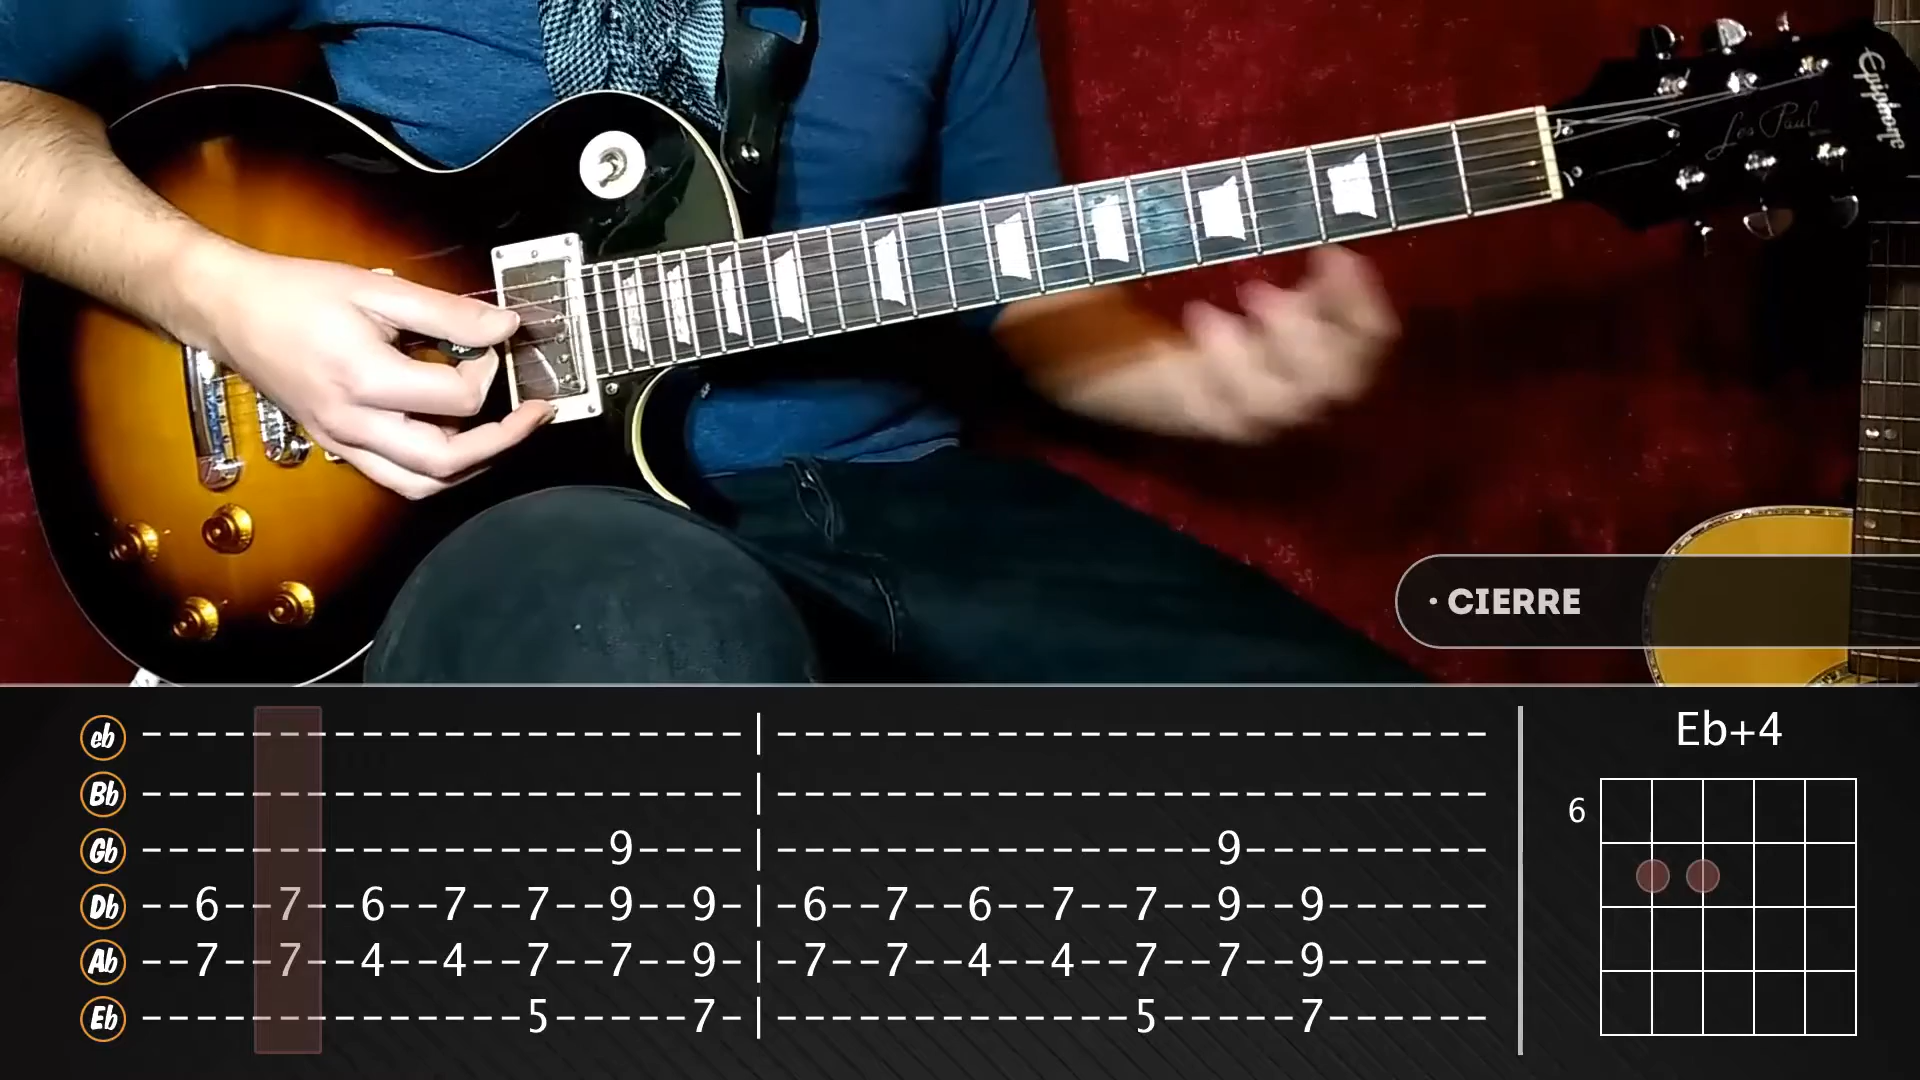 Epiphone
Les Paul
• CIERRE
eb ----------------------------|----------------------------
Bb ----------------------------|----------------------------
Gb ------------------9----|-----------------9----------
Db --6--7--6--7--7--9--9-|-6--7--6--7--7--9--9------
Ab --7--7--4--4--7--7--9-|-7--7--4--4--7--7--9------
Eb ---------------5-----7-|--------------5-----7------
Eb+4
6